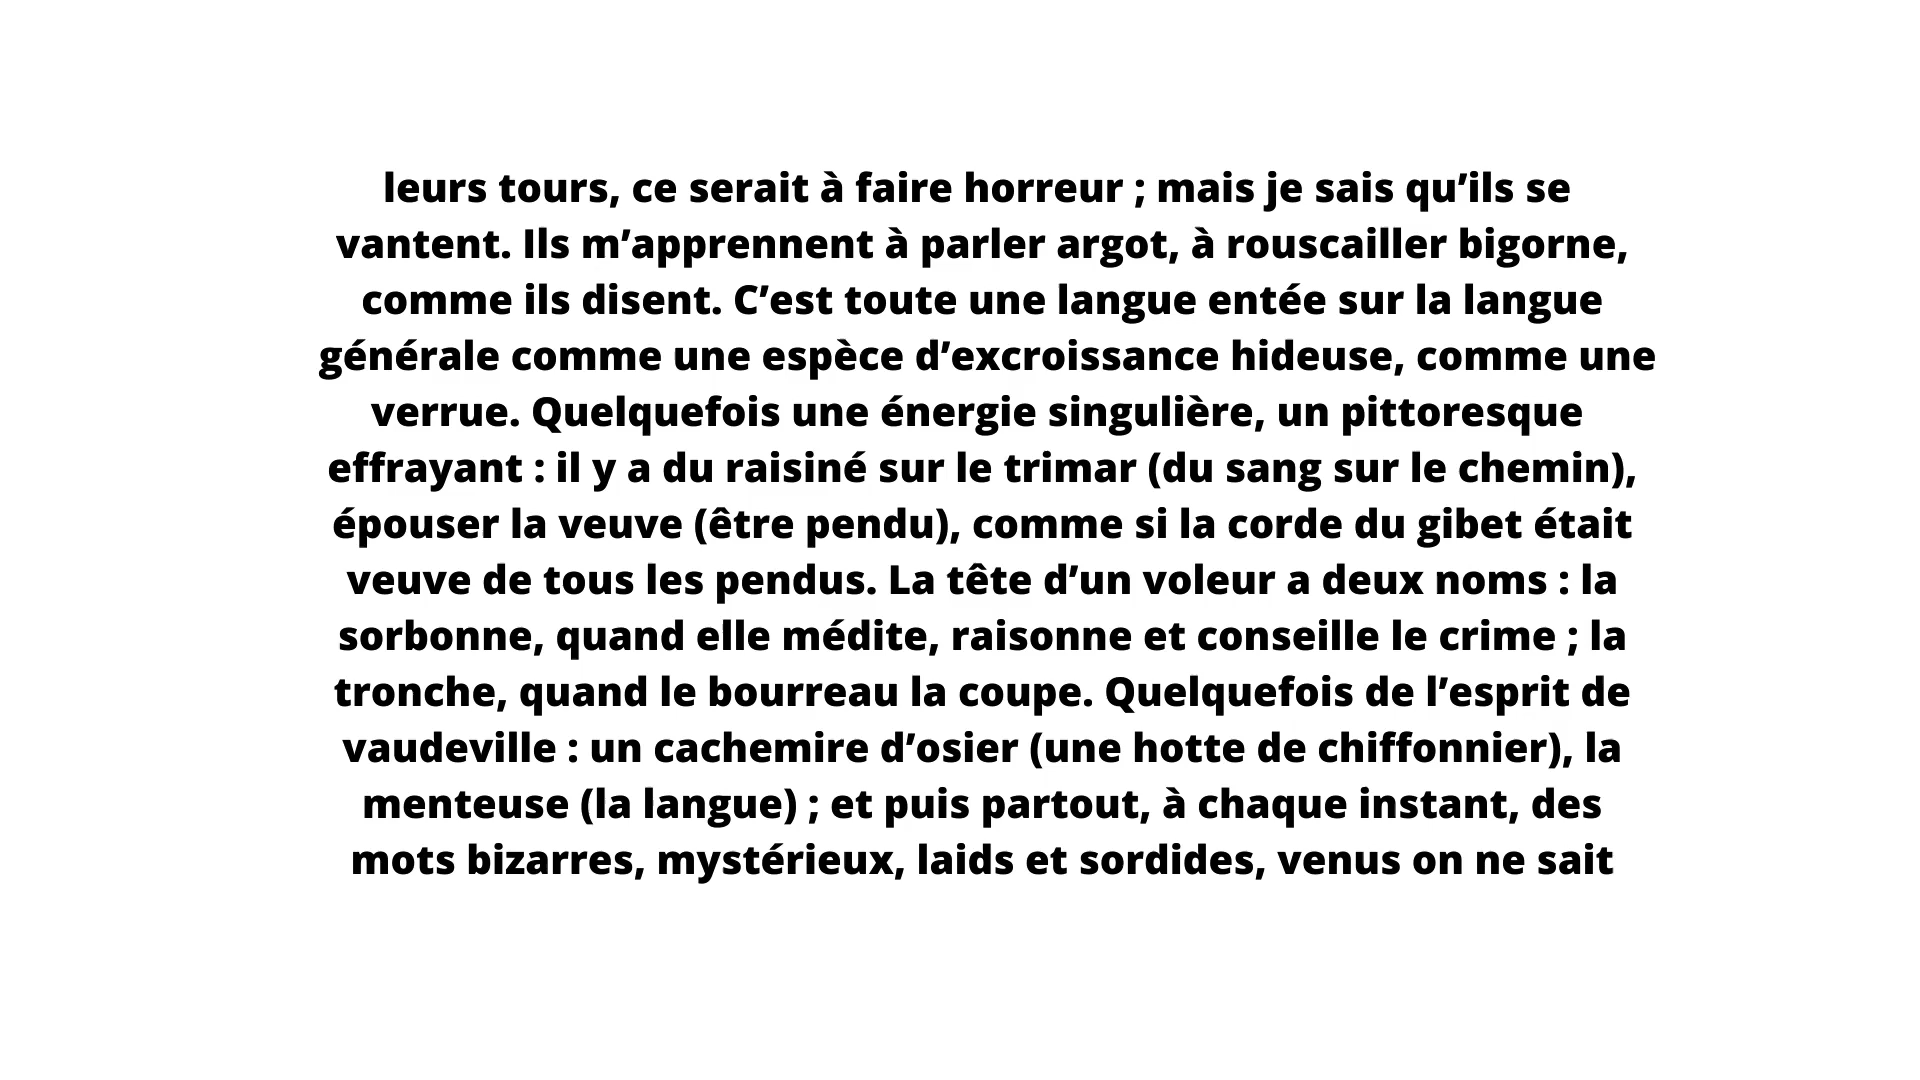 leurs tours, ce serait à faire horreur ; mais je sais qu’ils se
vantent. Ils m’apprennent à parler argot, à rouscailler bigorne,
comme ils disent. C’est toute une langue entée sur la langue
générale comme une espèce d’excroissance hideuse, comme une
verrue. Quelquefois une énergie singulière, un pittoresque
effrayant : il y a du raisiné sur le trimar (du sang sur le chemin),
épouser la veuve (être pendu), comme si la corde du gibet était
veuve de tous les pendus. La tête d’un voleur a deux noms : la
sorbonne, quand elle médite, raisonne et conseille le crime ; la
tronche, quand le bourreau la coupe. Quelquefois de l’esprit de
vaudeville : un cachemire d’osier (une hotte de chiffonnier), la
menteuse (la langue) ; et puis partout, à chaque instant, des
mots bizarres, mystérieux, laids et sordides, venus on ne sait